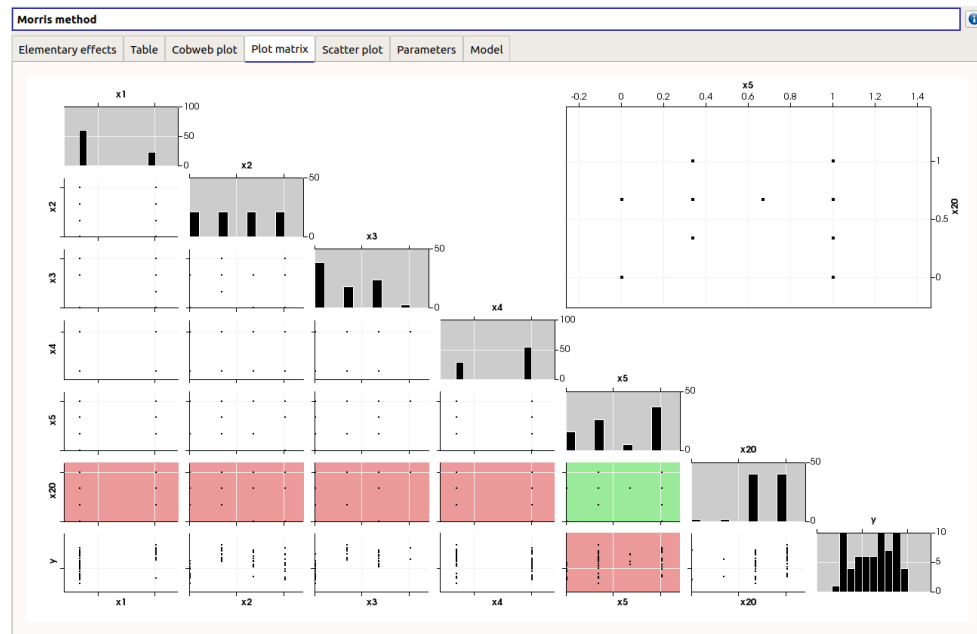 Morris method
Elementary effects Table Cobweb plot Plot matrix Scatter plot Parameters Model
x1
x5
-0.2 0 0.2 0.4 0.6 0.8 1 1.2 1.4
100
50
0
x2
50
0
x2
x3
50
0
x3
1
0.5
0
x20
x4
100
50
0
x4
x5
50
0
x5
x20
50
0
x20
y
10
5
0
y
x1 x2 x3 x4 x5 x20 y